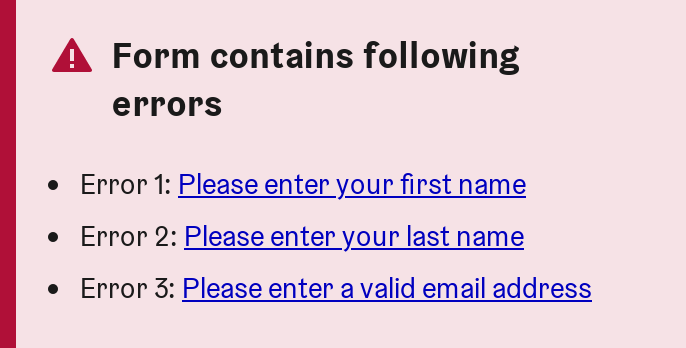 Form contains following
errors
Error 1: Please enter your first name
Error 2: Please enter your last name
Error 3: Please enter a valid email address